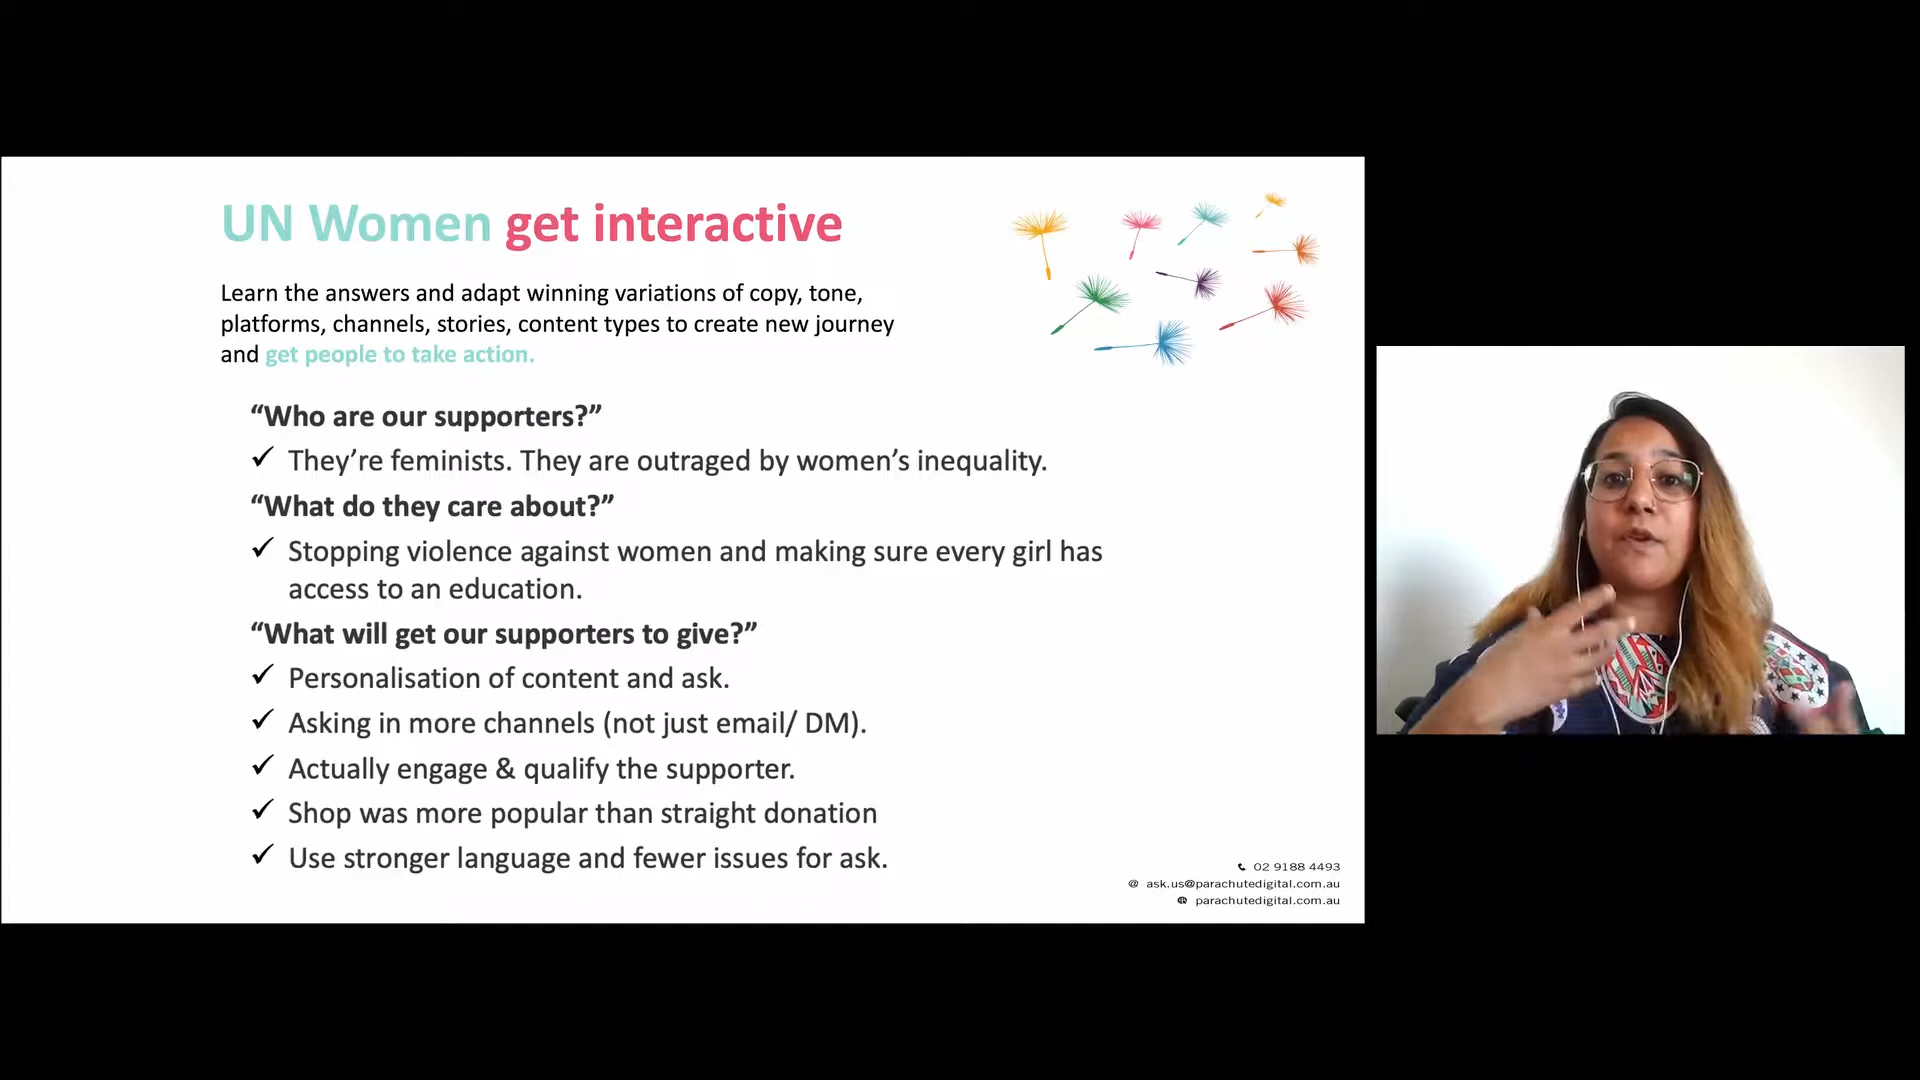 UN Women get interactive
Learn the answers and adapt winning variations of copy, tone,
platforms, channels, stories, content types to create new journey
and get people to take action.
“Who are our supporters?”
✓ They’re feminists. They are outraged by women’s inequality.
“What do they care about?”
✓ Stopping violence against women and making sure every girl has
access to an education.
“What will get our supporters to give?”
✓ Personalisation of content and ask.
✓ Asking in more channels (not just email/ DM).
✓ Actually engage & qualify the supporter.
✓ Shop was more popular than straight donation
✓ Use stronger language and fewer issues for ask.
02 9188 4493
@ ask.us@parachutedigital.com.au
parachutedigital.com.au